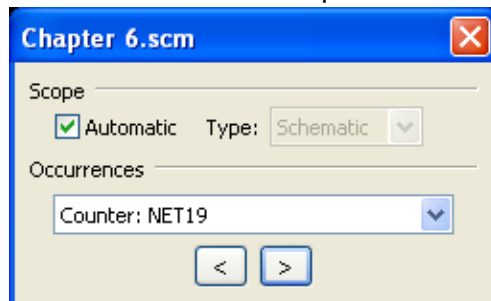 Chapter 6.scm
Scope
Automatic Type: Schematic
Occurrences
Counter: NET19
< >